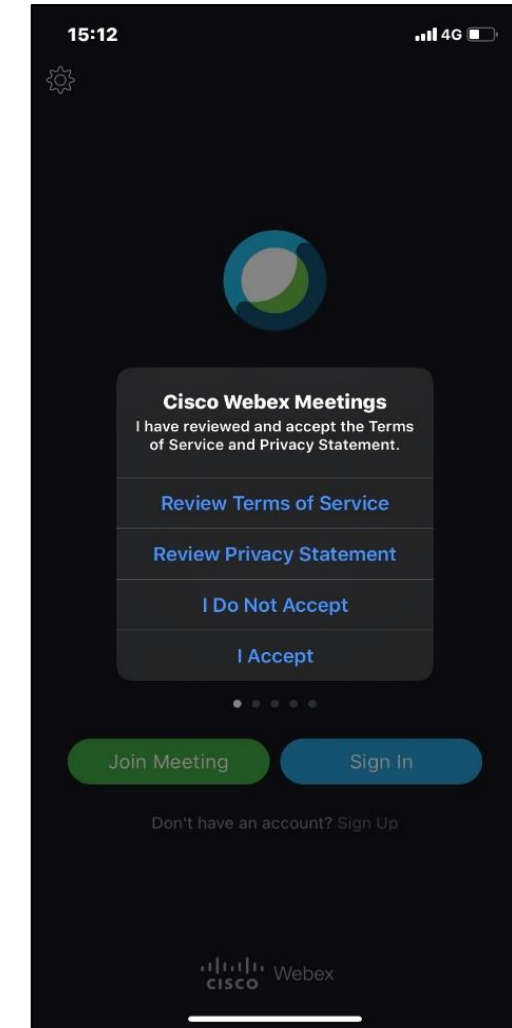 15:12 4G
Cisco Webex Meetings
I have reviewed and accept the Terms
of Service and Privacy Statement.
Review Terms of Service
Review Privacy Statement
I Do Not Accept
I Accept
Join Meeting Sign In
Don't have an account? Sign Up
CISCO Webex